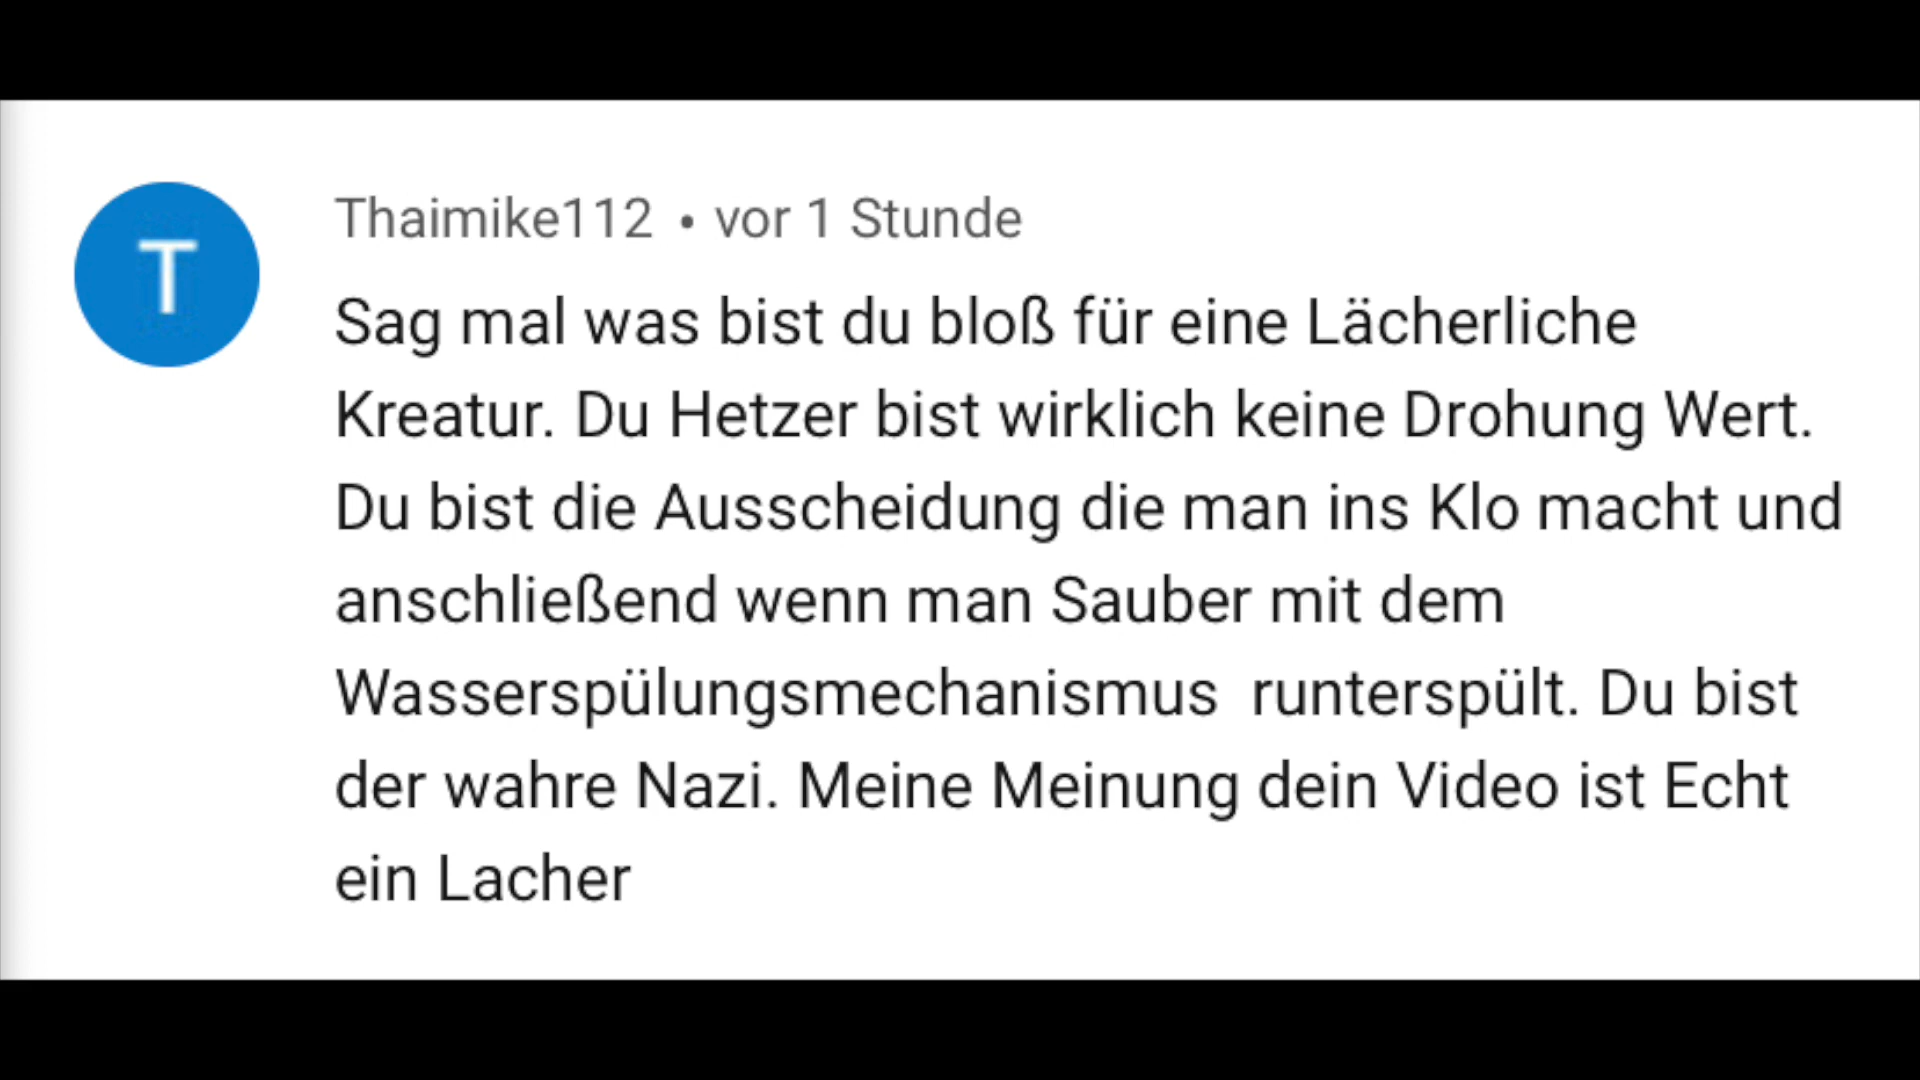 T
Thaimike112 • vor 1 Stunde
Sag mal was bist du bloß für eine Lächerliche
Kreatur. Du Hetzer bist wirklich keine Drohung Wert.
Du bist die Ausscheidung die man ins Klo macht und
anschließend wenn man Sauber mit dem
Wasserspülungsmechanismus  runterspült. Du bist
der wahre Nazi. Meine Meinung dein Video ist Echt
ein Lacher